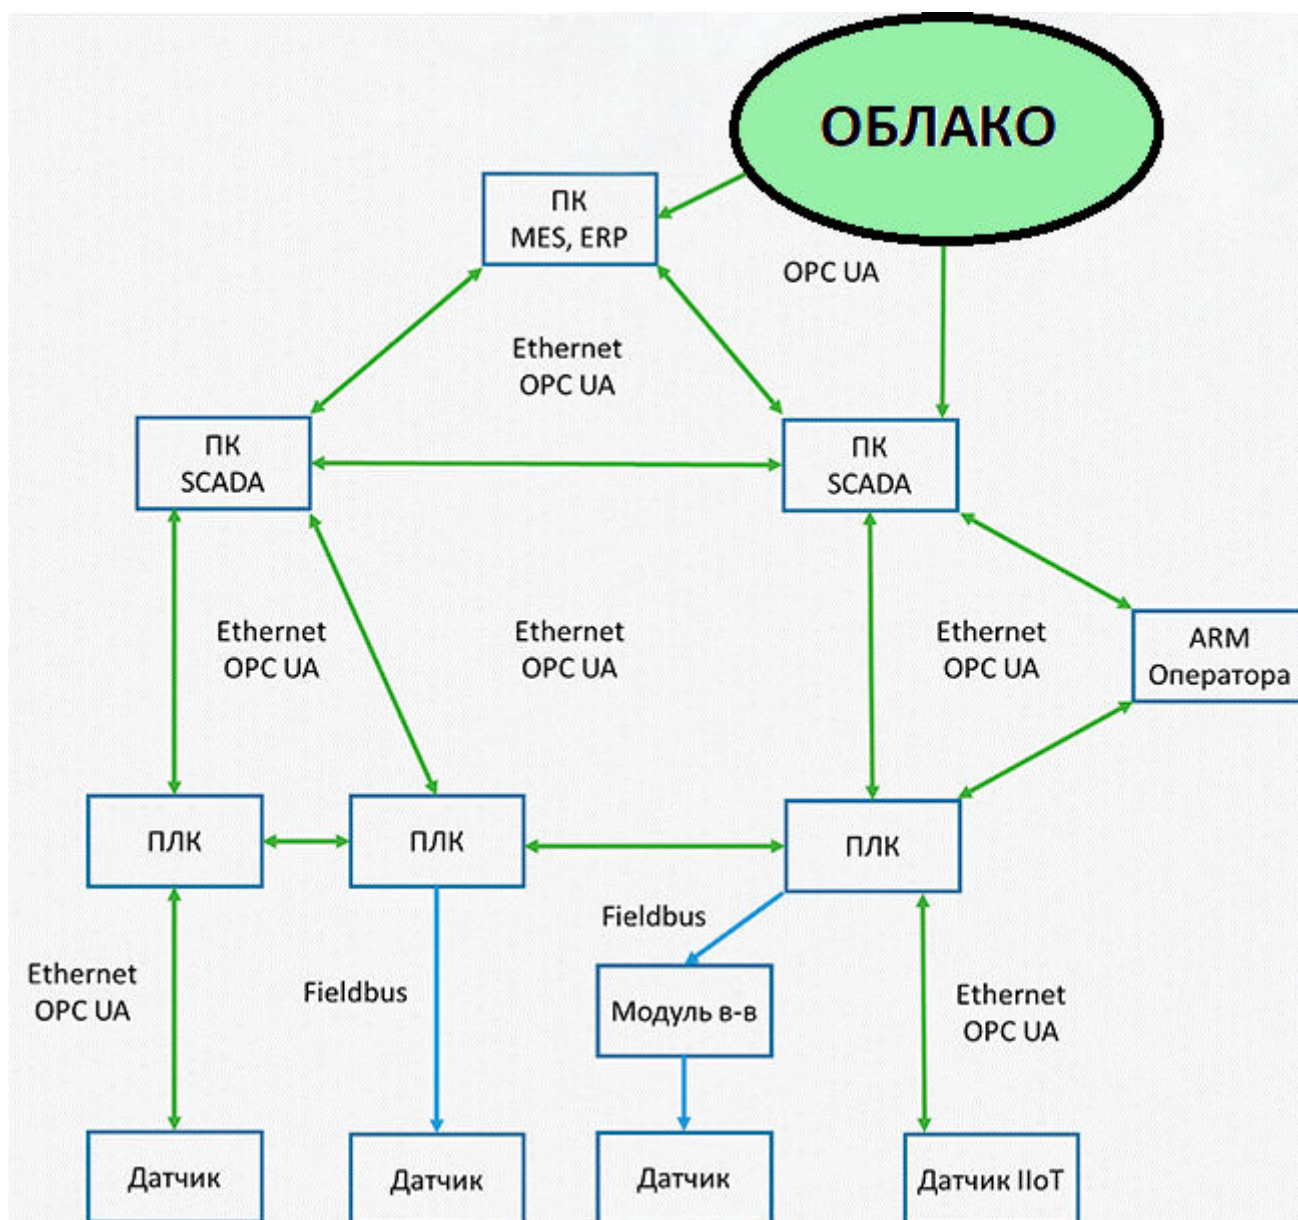 ОБЛАКО
ПК
MES, ERP
OPC UA
Ethernet
OPC UA
ПК
SCADA
ПК
SCADA
Ethernet
OPC UA
Ethernet
OPC UA
Ethernet
OPC UA
ARM
Оператора
ПЛК
ПЛК
ПЛК
Fieldbus
Ethernet
OPC UA
Fieldbus
Модуль в-в
Ethernet
OPC UA
Датчик
Датчик
Датчик
Датчик IIoT